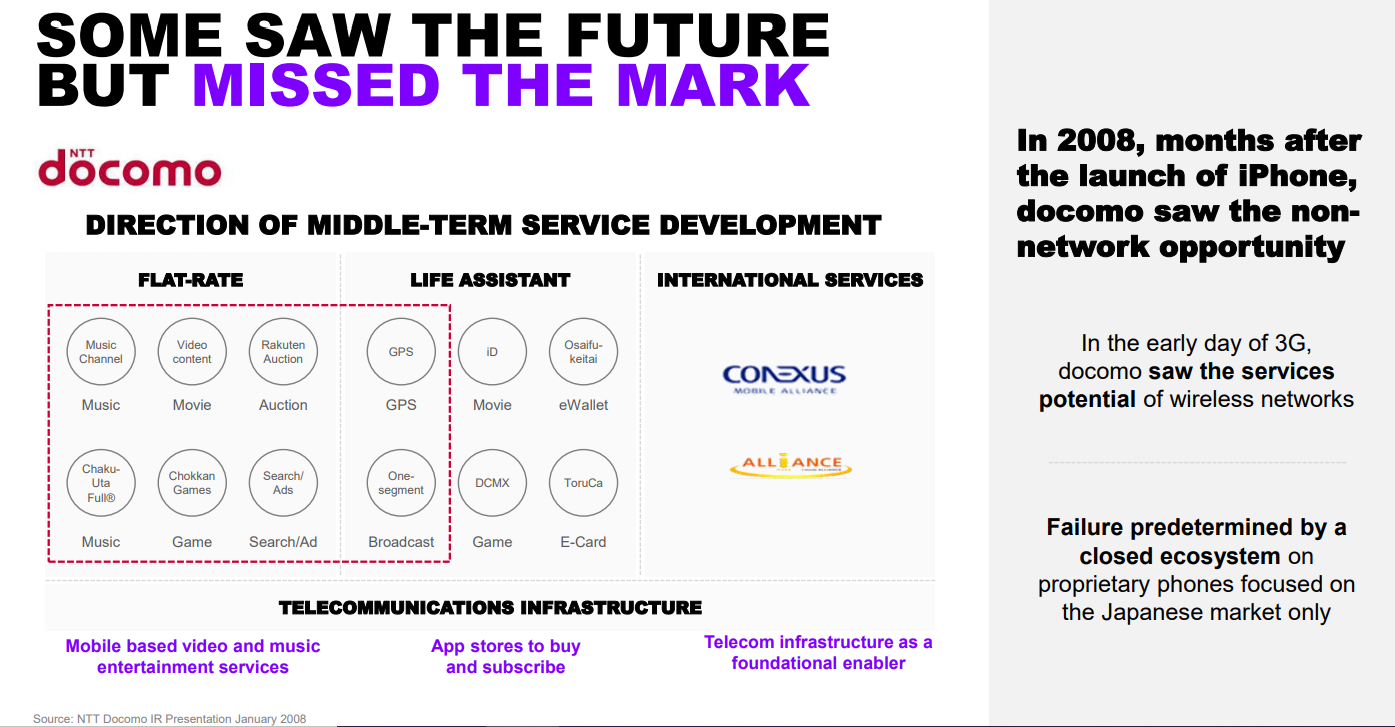 SOME SAW THE FUTURE
BUT MISSED THE MARK
NTT
docomo
DIRECTION OF MIDDLE-TERM SERVICE DEVELOPMENT
FLAT-RATE
LIFE ASSISTANT
INTERNATIONAL SERVICES
Music
Channel
Video
content
Rakuten
Auction
GPS
iD
Osaifu-
keitai
Music
Movie
Auction
GPS
Movie
eWallet
CONEXUS
MOBILE ALLIANCE
Chaku-
Uta
Full®
Chokkan
Games
Search/
Ads
One-
segment
DCMX
ToruCa
Music
Game
Search/Ad
Broadcast
Game
E-Card
ALLiANCE
TELECOMMUNICATIONS INFRASTRUCTURE
Mobile based video and music
entertainment services
App stores to buy
and subscribe
Telecom infrastructure as a
foundational enabler
Source: NTT Docomo IR Presentation January 2008
In 2008, months after
the launch of iPhone,
docomo saw the non-
network opportunity
In the early day of 3G,
docomo saw the services
potential of wireless networks
Failure predetermined by a
closed ecosystem on
proprietary phones focused on
the Japanese market only